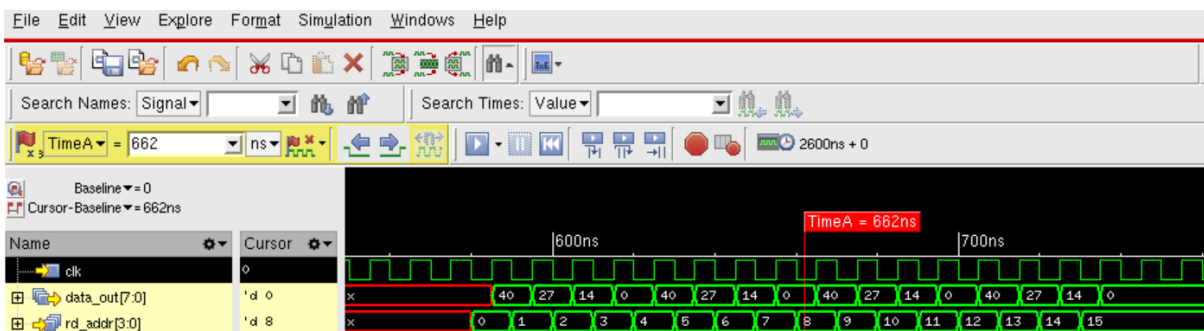 File Edit View Explore Format Simulation Windows Help
Search Names: Signal Search Times: Value
x3 TimeA = 662 ns 2600ns + 0
Baseline = 0
Cursor-Baseline = 662ns
TimeA = 662ns
Name Cursor 600ns 700ns
clk 0
data_out[7:0] 'd 0 x 40 27 14 0 40 27 14 0 40 27 14 0 40 27 14 0
rd_addr[3:0] 'd 8 x 0 1 2 3 4 5 6 7 8 9 10 11 12 13 14 15